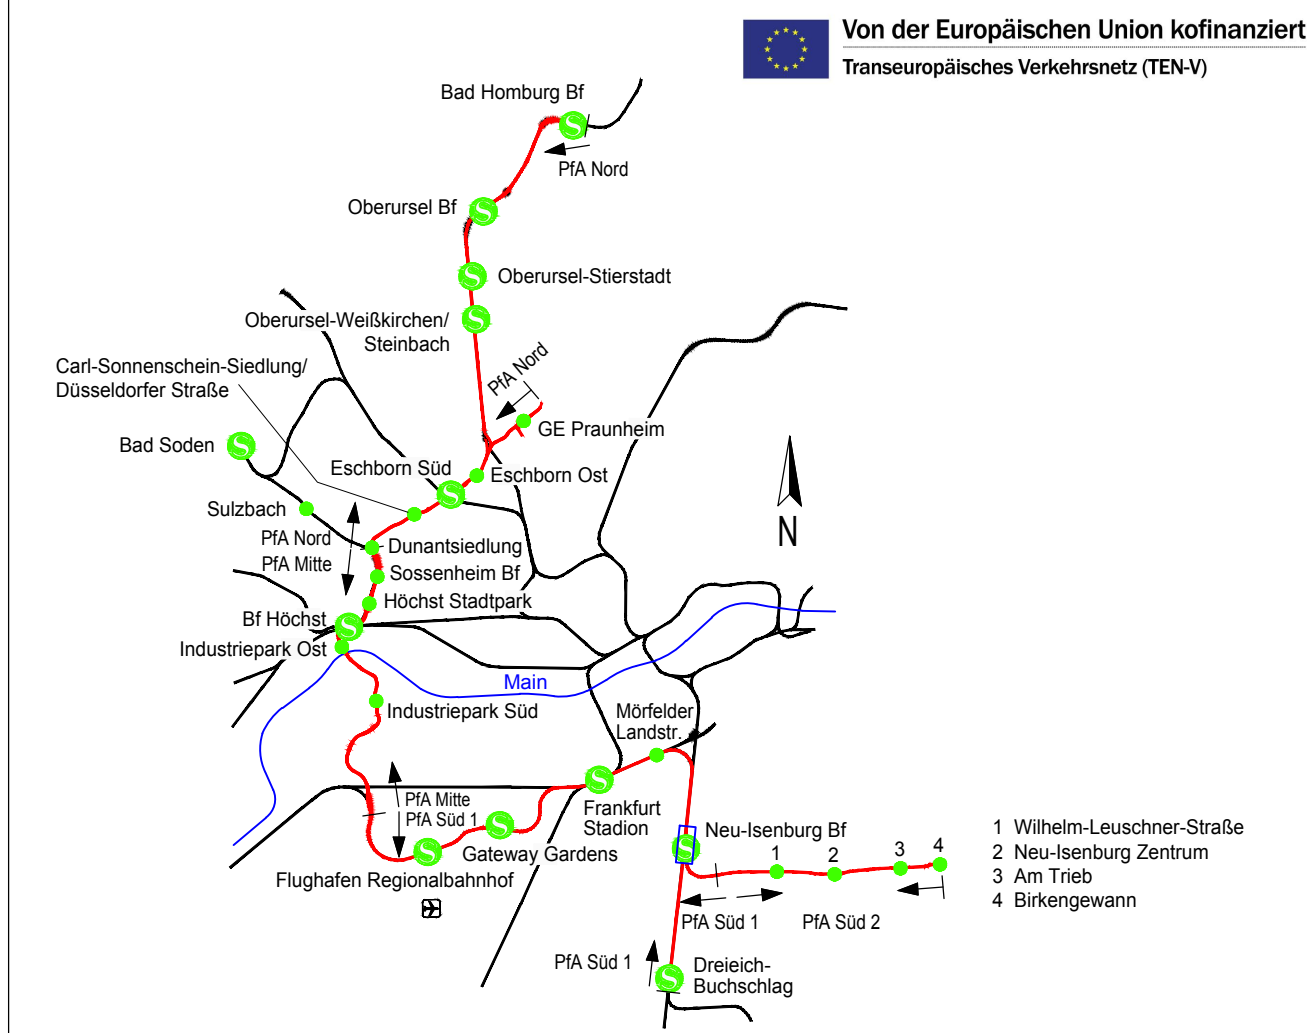 Von der Europäischen Union kofinanziert
Transeuropäisches Verkehrsnetz (TEN-V)
Bad Homburg Bf
S
PfA Nord
Oberursel Bf
S
S
Oberursel-Stierstadt
Oberursel-Weißkirchen/
Steinbach
S
Carl-Sonnenschein-Siedlung/
Düsseldorfer Straße
PfA Nord
GE Praunheim
Bad Soden
S
Eschborn Süd
S
Eschborn Ost
Sulzbach
PfA Nord
PfA Mitte
Dunantsiedlung
Sossenheim Bf
Höchst Stadtpark
N
Bf Höchst
S
Industriepark Ost
Main
Industriepark Süd
Mörfelder
Landstr.
PfA Mitte
PfA Süd 1
S
Frankfurt
Stadion
S
Gateway Gardens
S
Flughafen Regionalbahnhof
Neu-Isenburg Bf
S
1
2
3
4
1 Wilhelm-Leuschner-Straße
2 Neu-Isenburg Zentrum
3 Am Trieb
4 Birkengewann
PfA Süd 1
PfA Süd 2
PfA Süd 1
S
Dreieich-
Buchschlag